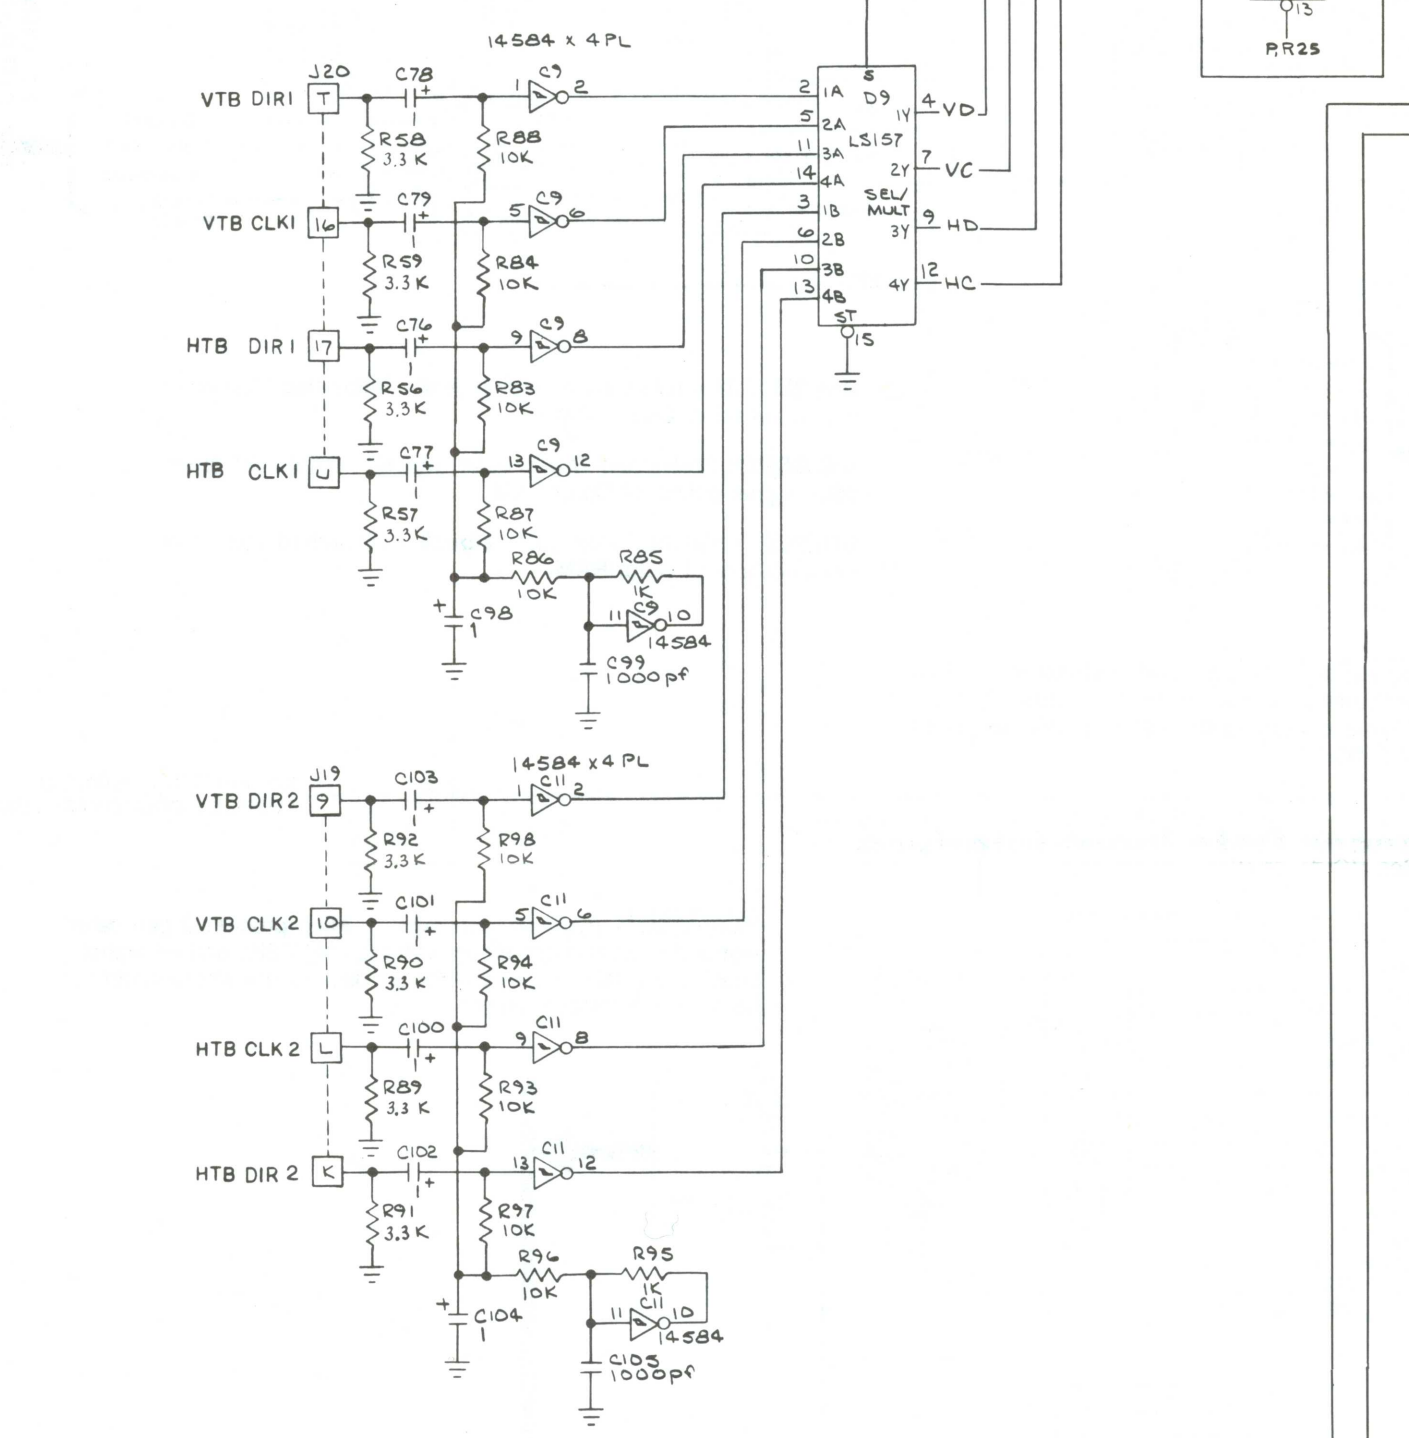 14584 x 4PL
13
P,R25
J20
C78
C9
VTB DIR1
T
+
1
2
R58
3.3K
R88
10K
C79
C9
VTB CLK1
16
+
1
5
6
R59
3.3K
R84
10K
C76
C9
HTB DIR1
17
+
1
9
8
R56
3.3K
R83
10K
C77
C9
HTB CLK1
U
+
1
13
12
R57
3.3K
R87
10K
R86
10K
R85
1K
C9
11
10
14584
+
C98
1
C99
1000pf
S
D9
LS157
SEL/
MULT
2
1A
5
2A
11
3A
14
4A
3
1B
6
2B
10
3B
13
4B
1Y
4
VD
2Y
7
VC
3Y
9
HD
4Y
12
HC
ST
15
14584 x 4 PL
J19
C103
C11
VTB DIR2
9
+
1
1
2
R92
3.3K
R98
10K
C101
C11
VTB CLK2
10
+
1
5
6
R90
3.3K
R94
10K
C100
C11
HTB CLK2
L
+
1
9
8
R89
3.3K
R93
10K
C102
C11
HTB DIR 2
K
+
1
13
12
R91
3.3K
R97
10K
R96
10K
R95
1K
C11
11
10
14584
+
C104
1
C105
1000pf